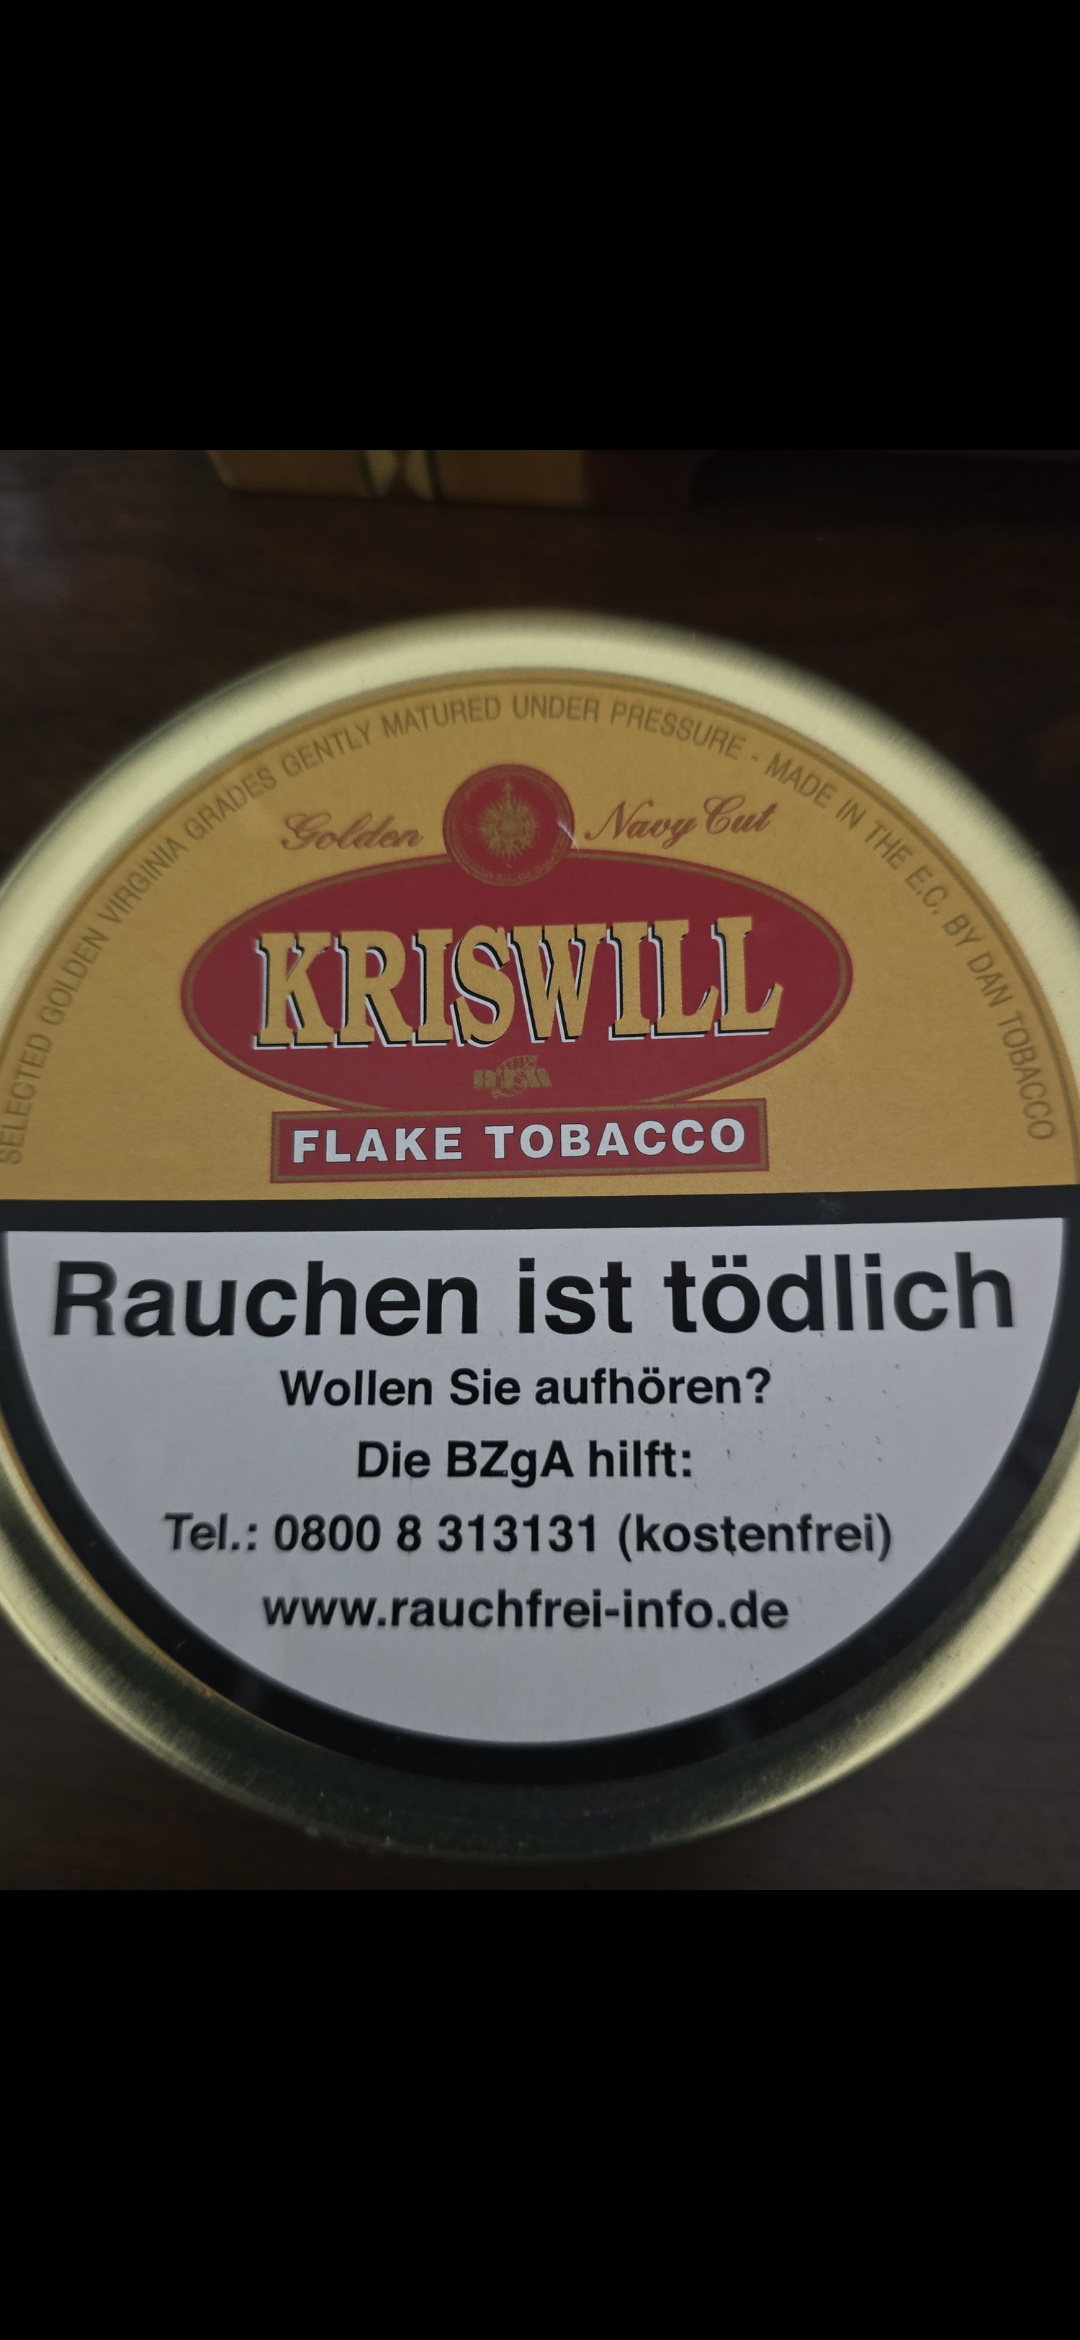 SELECTED GOLDEN VIRGINIA GRADES GENTLY MATURED UNDER PRESSURE - MADE IN THE E.C. BY DAN TOBACCO
Golden Navy Cut
KRISWILL
FLAKE TOBACCO
Rauchen ist tödlich
Wollen Sie aufhören?
Die BZgA hilft:
Tel.: 0800 8 313131 (kostenfrei)
www.rauchfrei-info.de